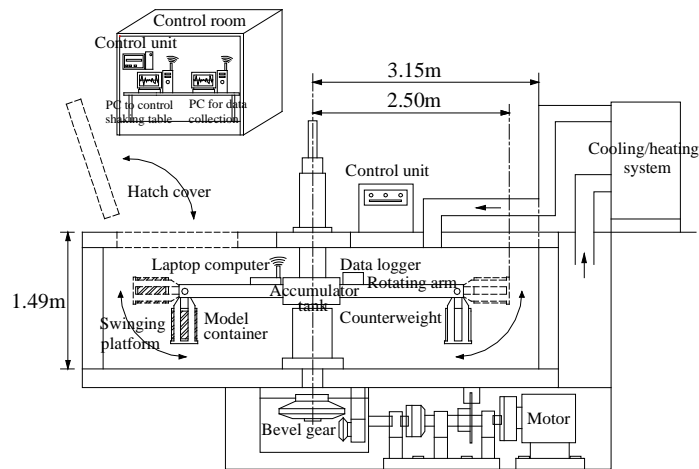 Control room
Control unit
PC to control
shaking table
PC for data
collection
3.15m
2.50m
Cooling/heating
system
Control unit
Hatch cover
Laptop computer
Data logger
Rotating arm
Accumulator
tank
1.49m
Swinging
platform
Model
container
Counterweight
Bevel gear
Motor